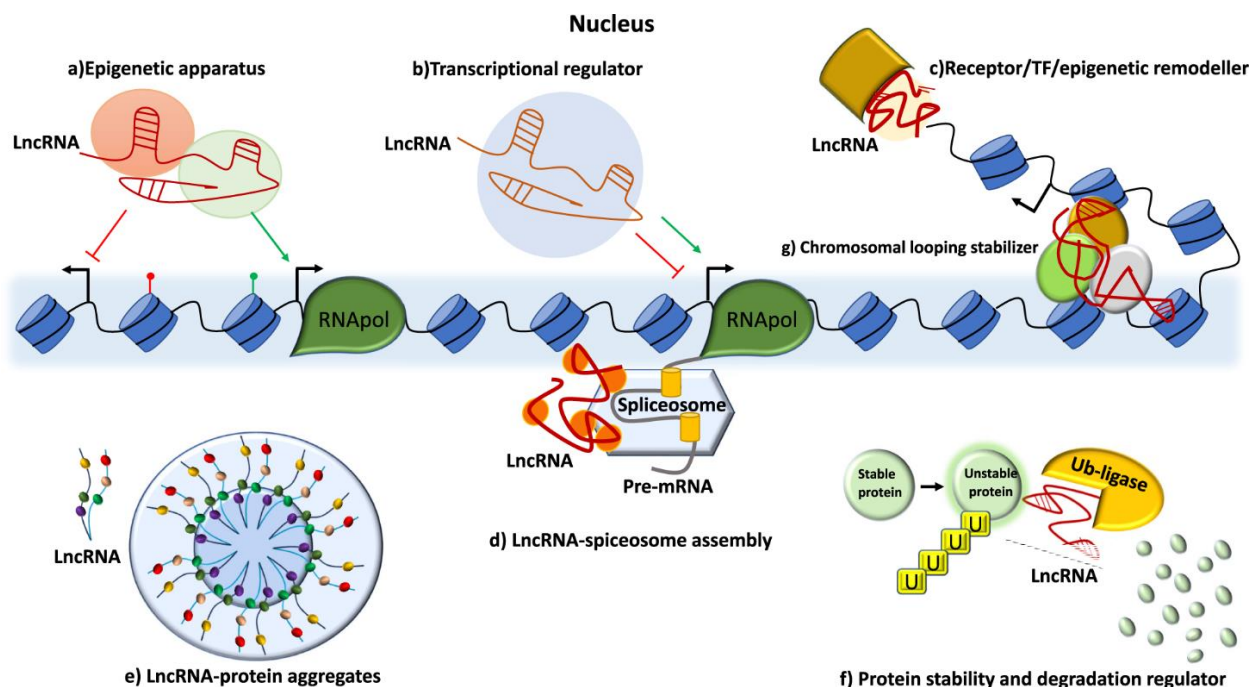 Nucleus
a)Epigenetic apparatus
b)Transcriptional regulator
c)Receptor/TF/epigenetic remodeller
LncRNA
LncRNA
LncRNA
g) Chromosomal looping stabilizer
RNApol
RNApol
Spliceosome
LncRNA
Pre-mRNA
d) LncRNA-spiceosome assembly
LncRNA
e) LncRNA-protein aggregates
Stable
protein
Unstable
protein
Ub-ligase
U
U
U
U
LncRNA
f) Protein stability and degradation regulator